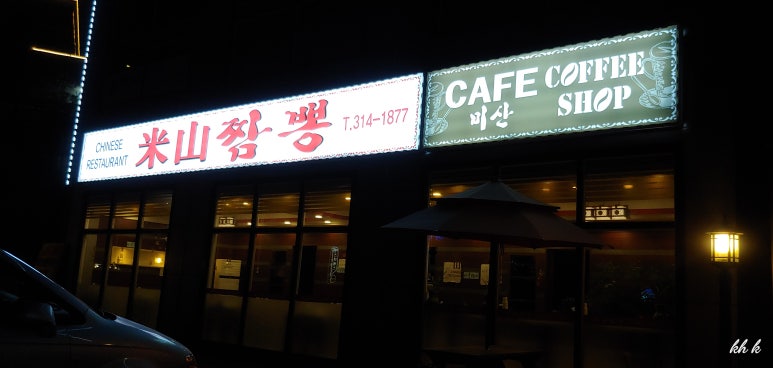 CHINESE
RESTAURANT
米山짬뽕
T.314-1877
CAFE
미산
COFFEE
SHOP
kh k